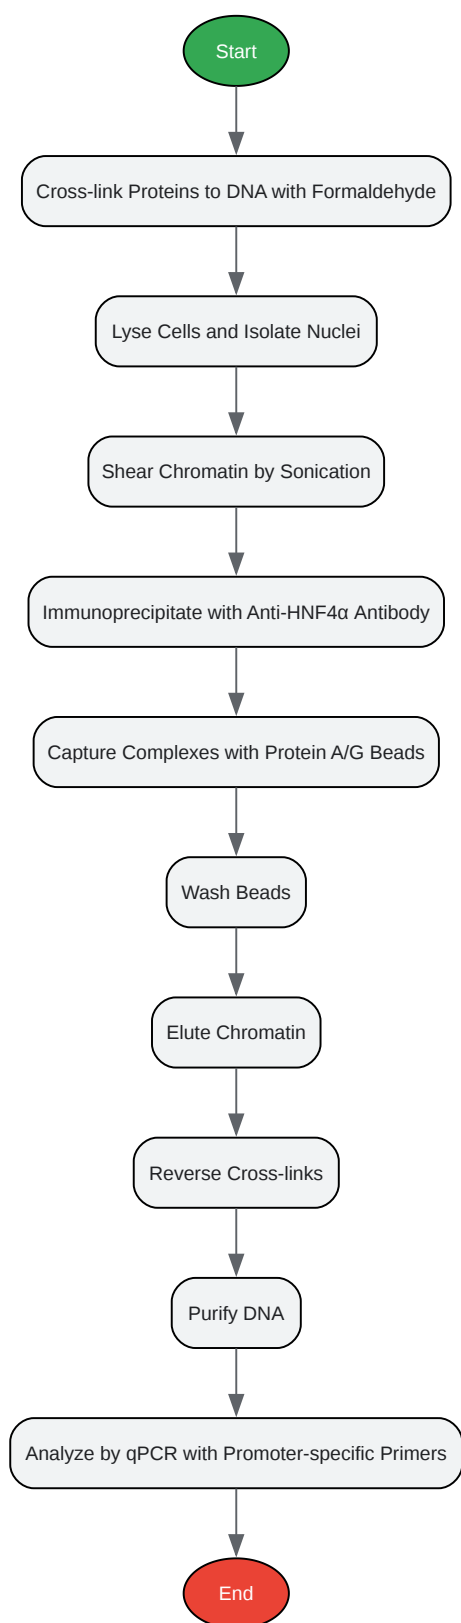 Start
Cross-link Proteins to DNA with Formaldehyde
Lyse Cells and Isolate Nuclei
Shear Chromatin by Sonication
Immunoprecipitate with Anti-HNF4α Antibody
Capture Complexes with Protein A/G Beads
Wash Beads
Elute Chromatin
Reverse Cross-links
Purify DNA
Analyze by qPCR with Promoter-specific Primers
End